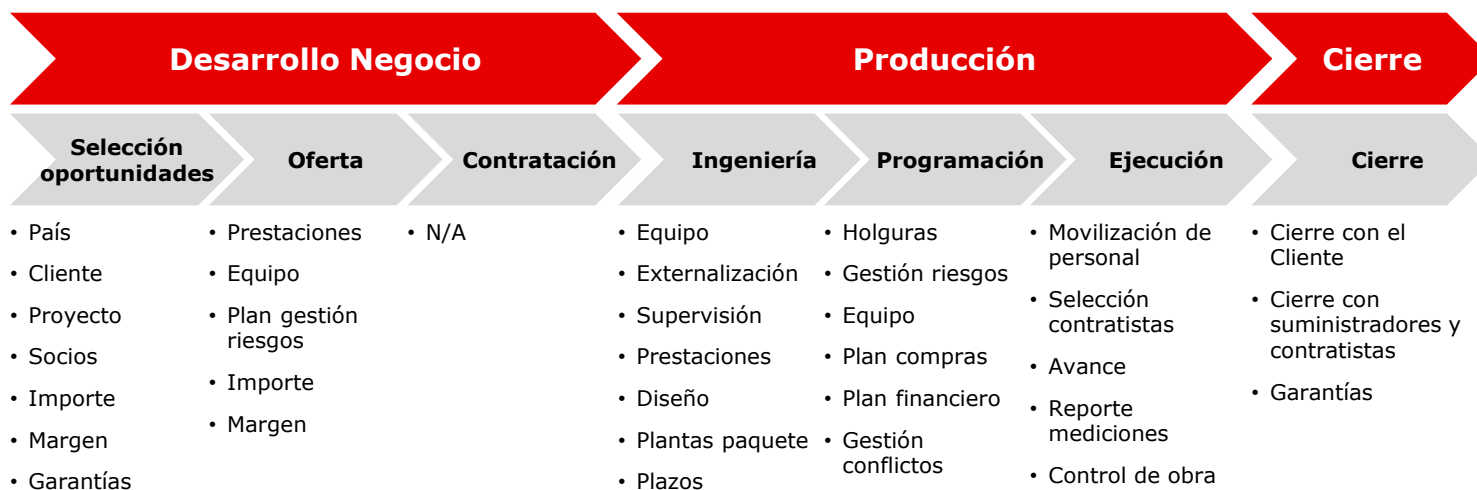 Desarrollo Negocio
Producción
Cierre
Selección
oportunidades
Oferta
Contratación
Ingeniería
Programación
Ejecución
Cierre
• País
• Cliente
• Proyecto
• Socios
• Importe
• Margen
• Garantías
• Prestaciones
• Equipo
• Plan gestión
riesgos
• Importe
• Margen
• N/A
• Equipo
• Externalización
• Supervisión
• Prestaciones
• Diseño
• Plantas paquete
• Plazos
• Holguras
• Gestión riesgos
• Equipo
• Plan compras
• Plan financiero
• Gestión
conflictos
• Movilización de
personal
• Selección
contratistas
• Avance
• Reporte
mediciones
• Control de obra
• Cierre con el
Cliente
• Cierre con
suministradores y
contratistas
• Garantías